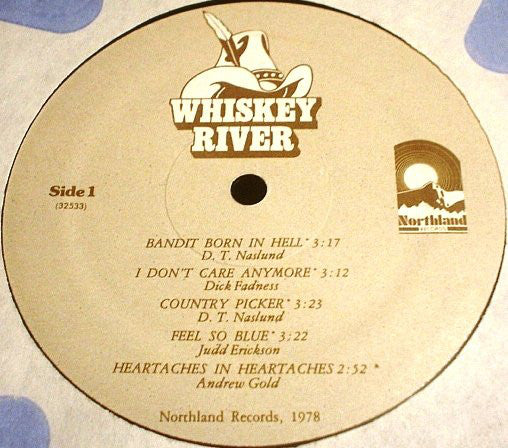 WHISKEY
RIVER
Side 1
(32533)
Northland
RECORDS
BANDIT BORN IN HELL* 3:17
D. T. Naslund
I DON'T CARE ANYMORE* 3:12
Dick Fadness
COUNTRY PICKER* 3:23
D. T. Naslund
FEEL SO BLUE* 3:22
Judd Erickson
HEARTACHES IN HEARTACHES 2:52 *
Andrew Gold
Northland Records, 1978